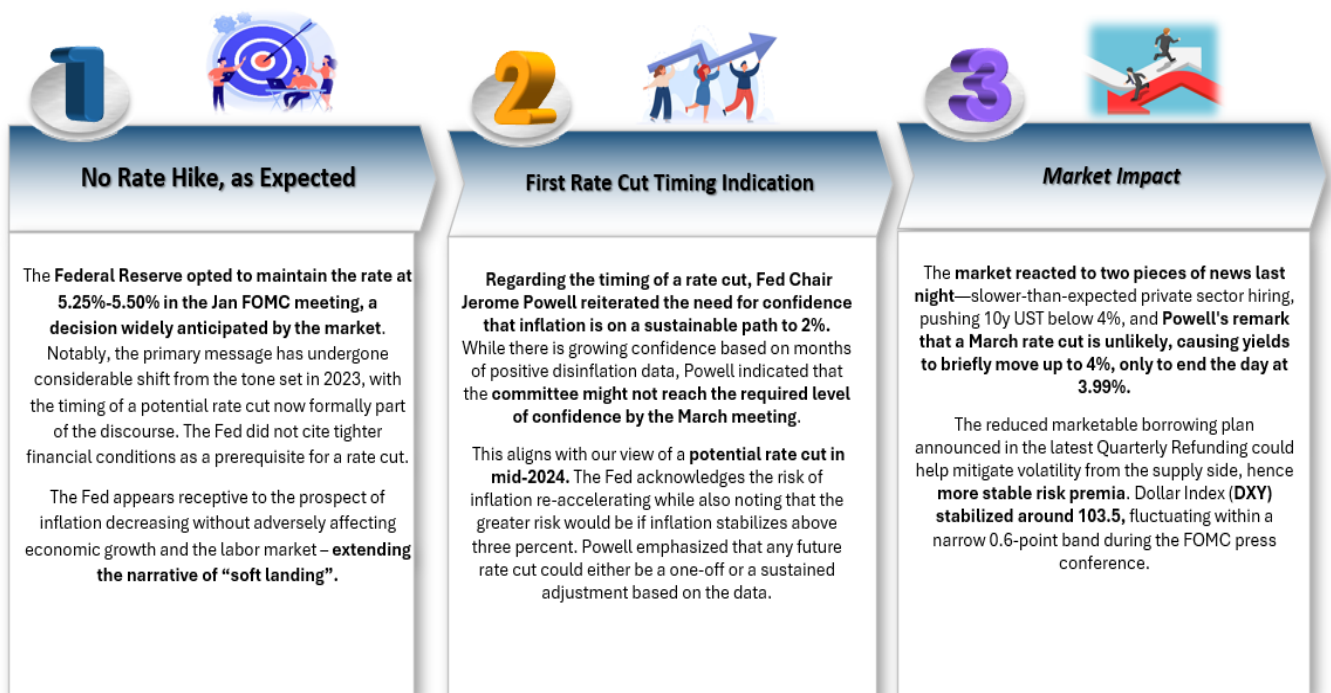 1
No Rate Hike, as Expected
The Federal Reserve opted to maintain the rate at
5.25%-5.50% in the Jan FOMC meeting, a
decision widely anticipated by the market.
Notably, the primary message has undergone
considerable shift from the tone set in 2023, with
the timing of a potential rate cut now formally part
of the discourse. The Fed did not cite tighter
financial conditions as a prerequisite for a rate cut.
The Fed appears receptive to the prospect of
inflation decreasing without adversely affecting
economic growth and the labor market – extending
the narrative of “soft landing”.
2
First Rate Cut Timing Indication
Regarding the timing of a rate cut, Fed Chair
Jerome Powell reiterated the need for confidence
that inflation is on a sustainable path to 2%.
While there is growing confidence based on months
of positive disinflation data, Powell indicated that
the committee might not reach the required level
of confidence by the March meeting.
This aligns with our view of a potential rate cut in
mid-2024. The Fed acknowledges the risk of
inflation re-accelerating while also noting that the
greater risk would be if inflation stabilizes above
three percent. Powell emphasized that any future
rate cut could either be a one-off or a sustained
adjustment based on the data.
3
Market Impact
The market reacted to two pieces of news last
night—slower-than-expected private sector hiring,
pushing 10y UST below 4%, and Powell's remark
that a March rate cut is unlikely, causing yields
to briefly move up to 4%, only to end the day at
3.99%.
The reduced marketable borrowing plan
announced in the latest Quarterly Refunding could
help mitigate volatility from the supply side, hence
more stable risk premia. Dollar Index (DXY)
stabilized around 103.5, fluctuating within a
narrow 0.6-point band during the FOMC press
conference.